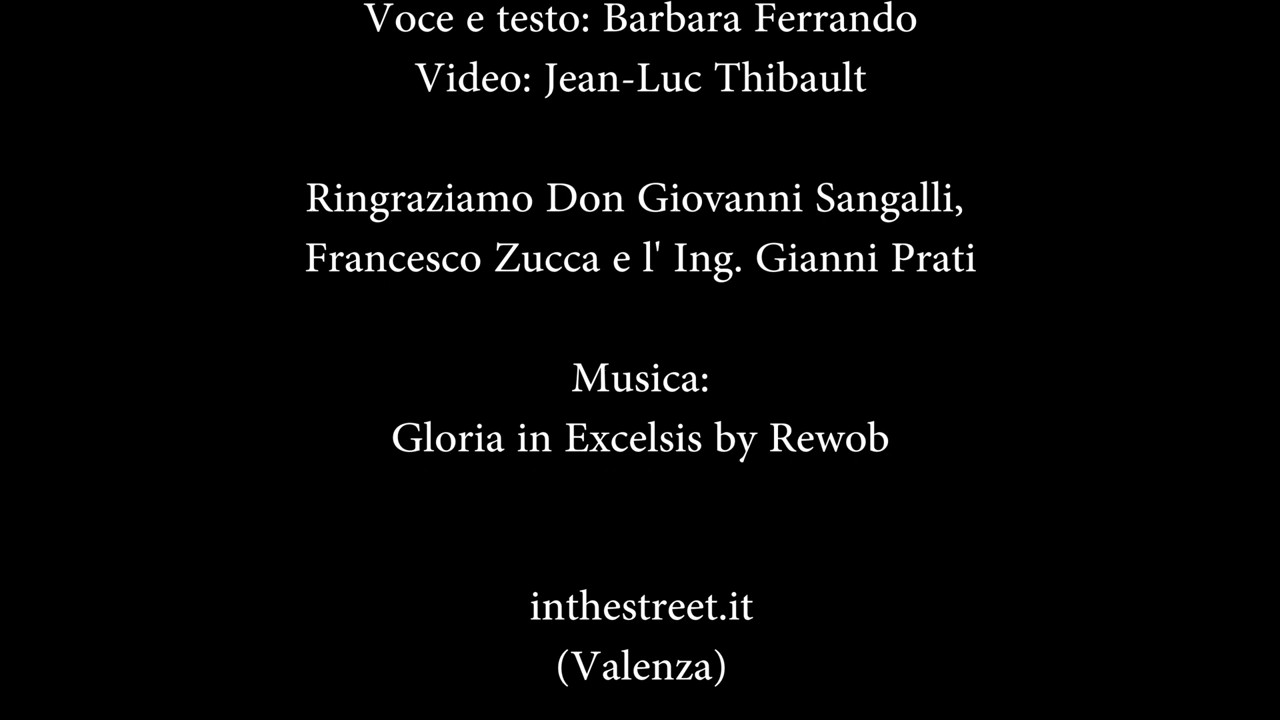 Voce e testo: Barbara Ferrando
Video: Jean-Luc Thibault
Ringraziamo Don Giovanni Sangalli,
Francesco Zucca e l' Ing. Gianni Prati
Musica:
Gloria in Excelsis by Rewob
inthestreet.it
(Valenza)